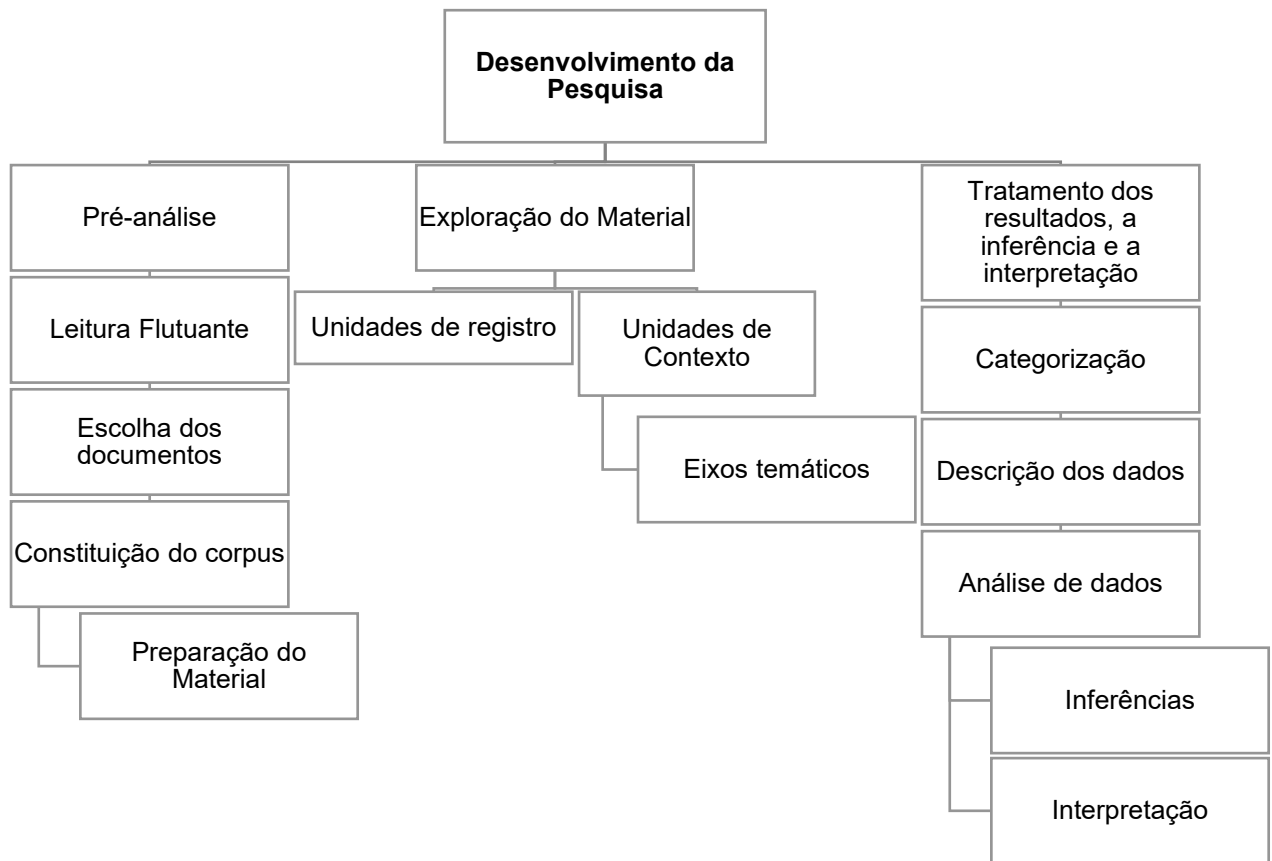 Desenvolvimento da
Pesquisa
Pré-análise
Leitura Flutuante
Escolha dos
documentos
Constituição do corpus
Preparação do
Material
Exploração do Material
Unidades de registro
Unidades de
Contexto
Eixos temáticos
Tratamento dos
resultados, a
inferência e a
interpretação
Categorização
Descrição dos dados
Análise de dados
Inferências
Interpretação